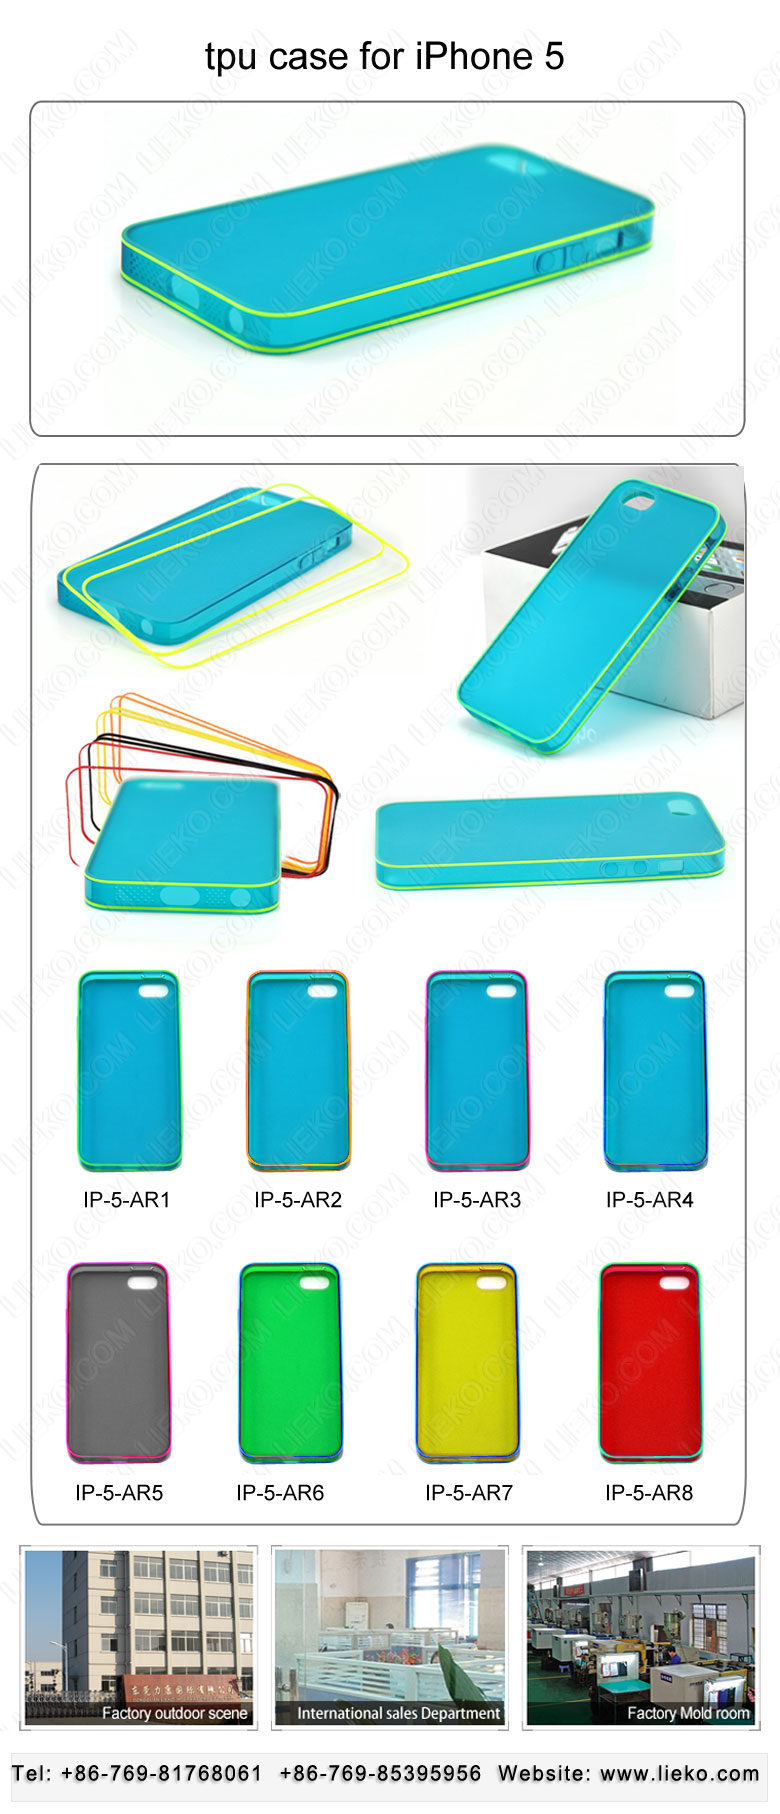 tpu case for iPhone 5
IP-5-AR1 IP-5-AR2 IP-5-AR3 IP-5-AR4
IP-5-AR5 IP-5-AR6 IP-5-AR7 IP-5-AR8
Factory outdoor scene International sales Department Factory Mold room
Tel: +86-769-81768061 +86-769-85395956 Website: www.lieko.com
LIEKO.COM